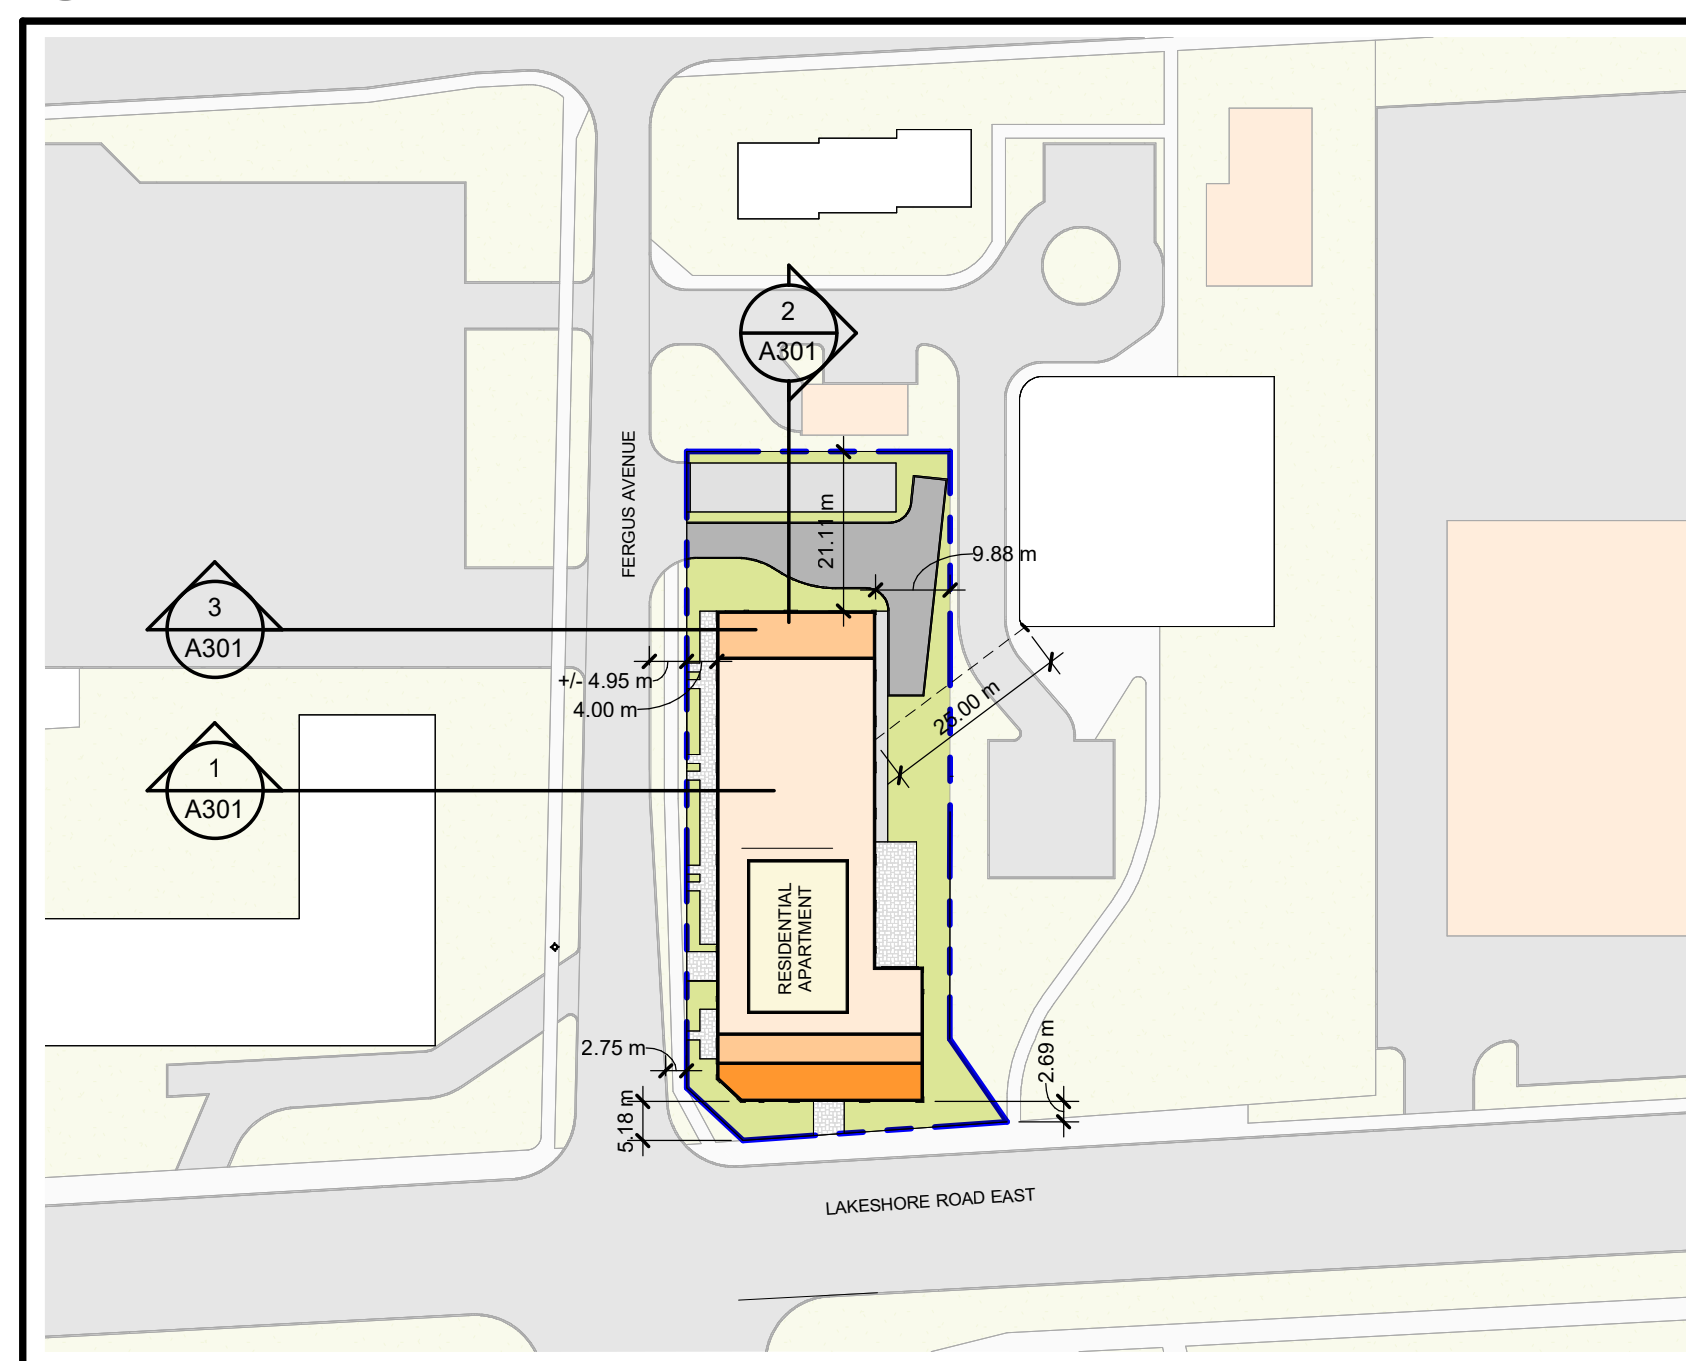 2
A301
FERGUS AVENUE
21.11 m
9.88 m
3
A301
+/- 4.95 m
4.00 m
25.00 m
1
A301
RESIDENTIAL
APARTMENT
2.75 m
2.69 m
5.18 m
LAKESHORE ROAD EAST